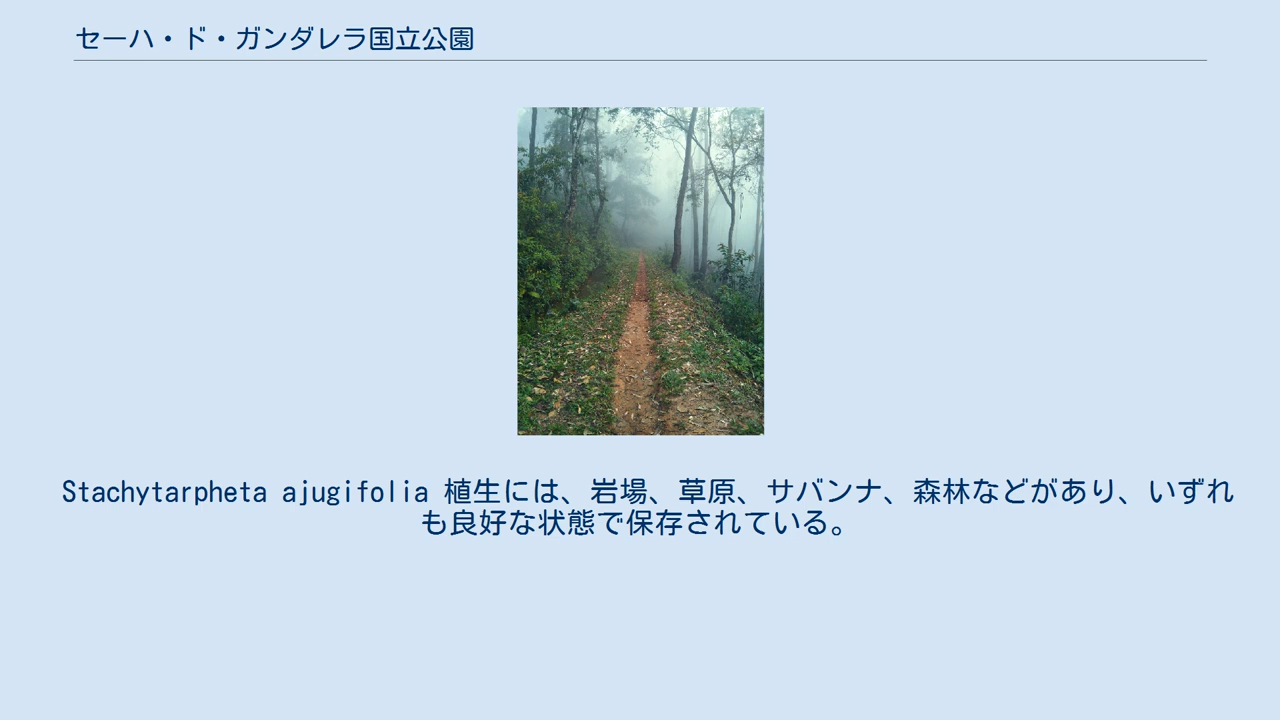 セーハ・ド・ガンダレラ国立公園
Stachytarpheta ajugifolia 植生には、岩場、草原、サバンナ、森林などがあり、いずれ
も良好な状態で保存されている。